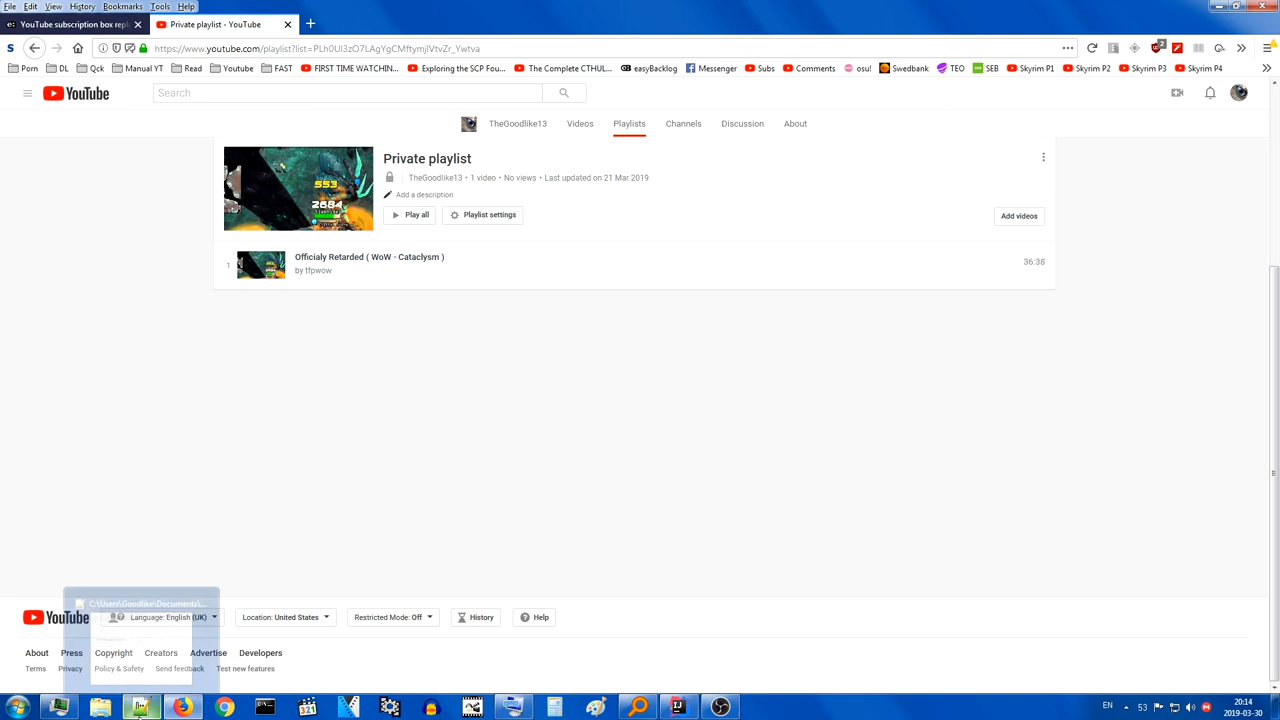 File Edit View History Bookmarks Tools Help
YouTube subscription box repl
Private playlist - YouTube
https://www.youtube.com/playlist?list=PLh0UI3zO7LAgYgCMftymjlVtvZr_Ywtva
2
Porn DL Qck Manual YT Read Youtube FAST FIRST TIME WATCHIN... Exploring the SCP Fou... The Complete CTHUL... easyBacklog Messenger Subs Comments osu! Swedbank TEO SEB Skyrim P1 Skyrim P2 Skyrim P3 Skyrim P4
YouTube
Search
TheGoodlike13 Videos Playlists Channels Discussion About
553
2684
Private playlist
TheGoodlike13 • 1 video • No views • Last updated on 21 Mar 2019
Add a description
Play all
Playlist settings
Add videos
1
Officialy Retarded ( WoW - Cataclysm )
by tfpwow
36:38
C:\Users\Goodlike\Documents\...
YouTube
Language: English (UK)
Location: United States
Restricted Mode: Off
History
Help
About Press Copyright Creators Advertise Developers
Terms Privacy Policy & Safety Send feedback Test new features
321
EN
53
20:14
2019-03-30